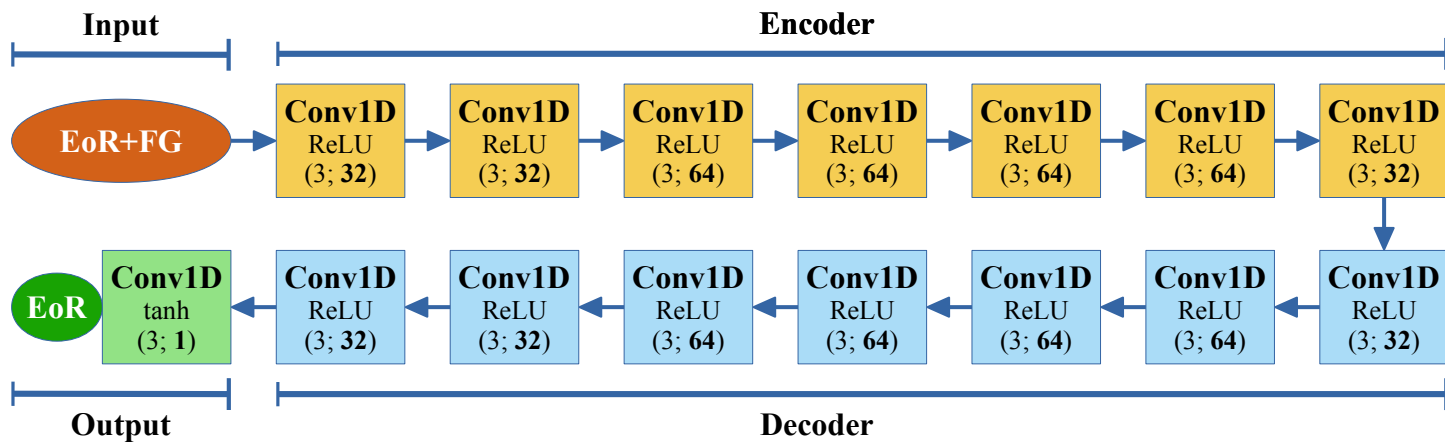 Input
Encoder
EoR+FG
Conv1D
ReLU
(3; 32)
Conv1D
ReLU
(3; 32)
Conv1D
ReLU
(3; 64)
Conv1D
ReLU
(3; 64)
Conv1D
ReLU
(3; 64)
Conv1D
ReLU
(3; 64)
Conv1D
ReLU
(3; 32)
EoR
Conv1D
tanh
(3; 1)
Conv1D
ReLU
(3; 32)
Conv1D
ReLU
(3; 32)
Conv1D
ReLU
(3; 64)
Conv1D
ReLU
(3; 64)
Conv1D
ReLU
(3; 64)
Conv1D
ReLU
(3; 64)
Conv1D
ReLU
(3; 32)
Output
Decoder